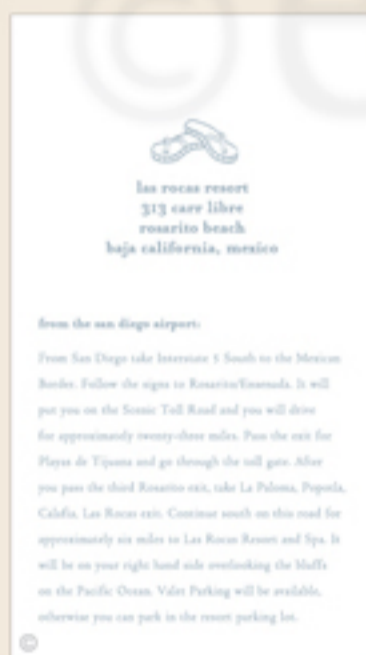 las rocas resort
313 carr libre
rosarito beach
baja california, mexico
from the san diego airport:
From San Diego take Interstate 5 South to the Mexican
Border. Follow the signs to Rosarito/Ensenada. It will
put you on the Scenic Toll Road and you will drive
for approximately twenty-three miles. Pass the exit for
Playas de Tijuana and go through the toll gate. After
you pass the third Rosarito exit, take La Paloma, Popotla,
Calafia, Las Rocas exit. Continue south on this road for
approximately six miles to Las Rocas Resort and Spa. It
will be on your right hand side overlooking the bluffs
on the Pacific Ocean. Valet Parking will be available,
otherwise you can park in the resort parking lot.